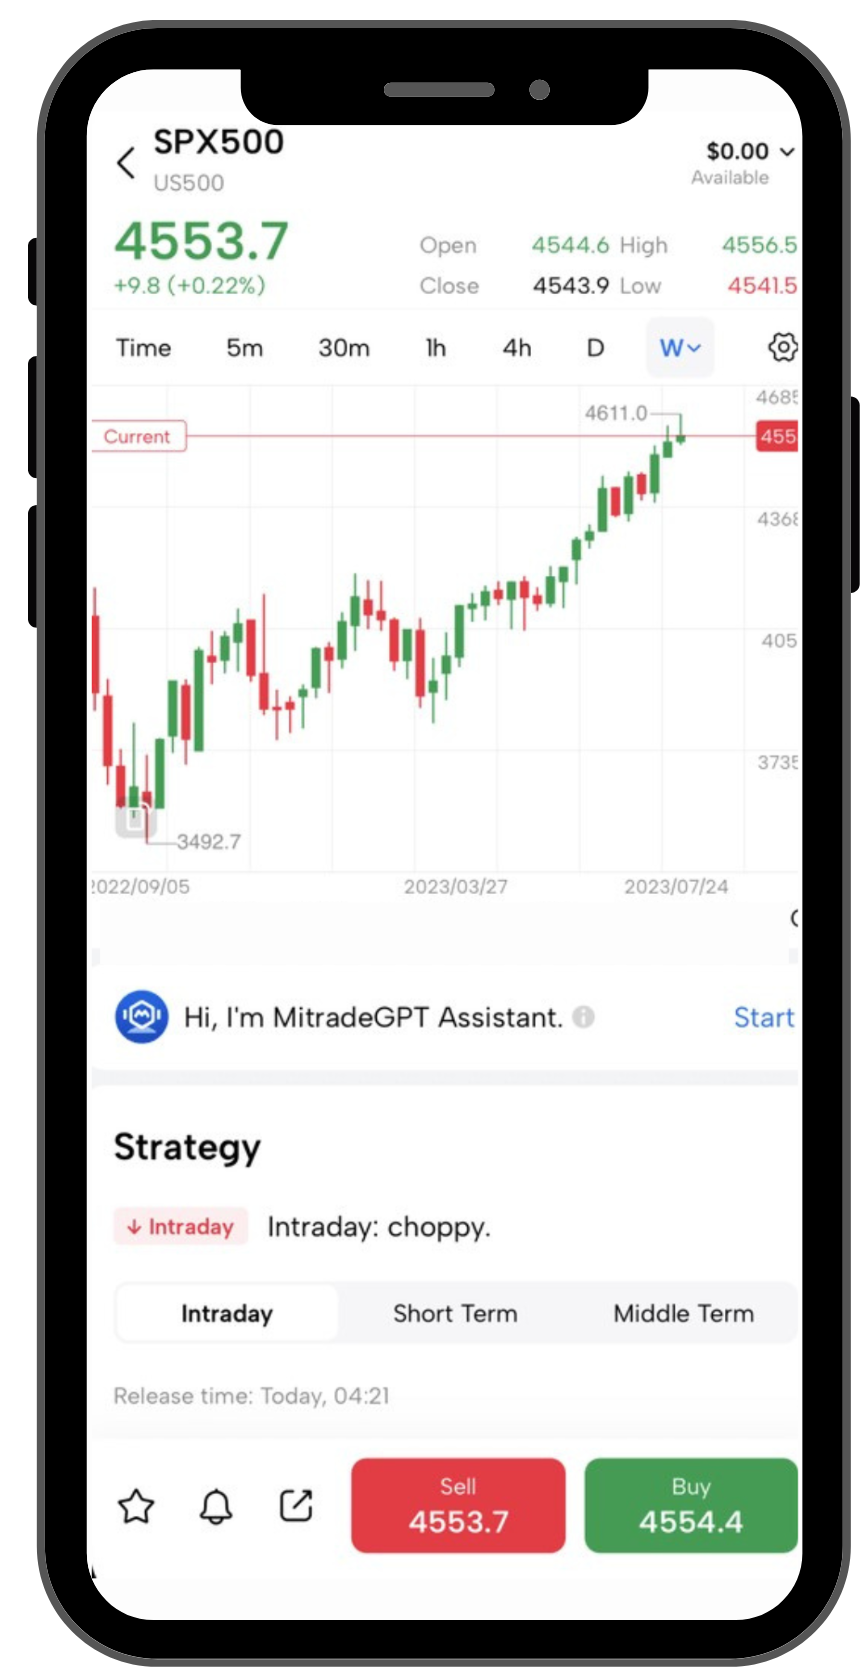 SPX500
US500
$0.00
Available
4553.7
+9.8 (+0.22%)
Open 4544.6 High 4556.5
Close 4543.9 Low 4541.5
Time 5m 30m 1h 4h D W
4685
4611.0
Current 455
4368
405
3735
3492.7
2022/09/05 2023/03/27 2023/07/24
Hi, I'm MitradeGPT Assistant. Start
Strategy
Intraday Intraday: choppy.
Intraday Short Term Middle Term
Release time: Today, 04:21
Sell Buy
4553.7 4554.4